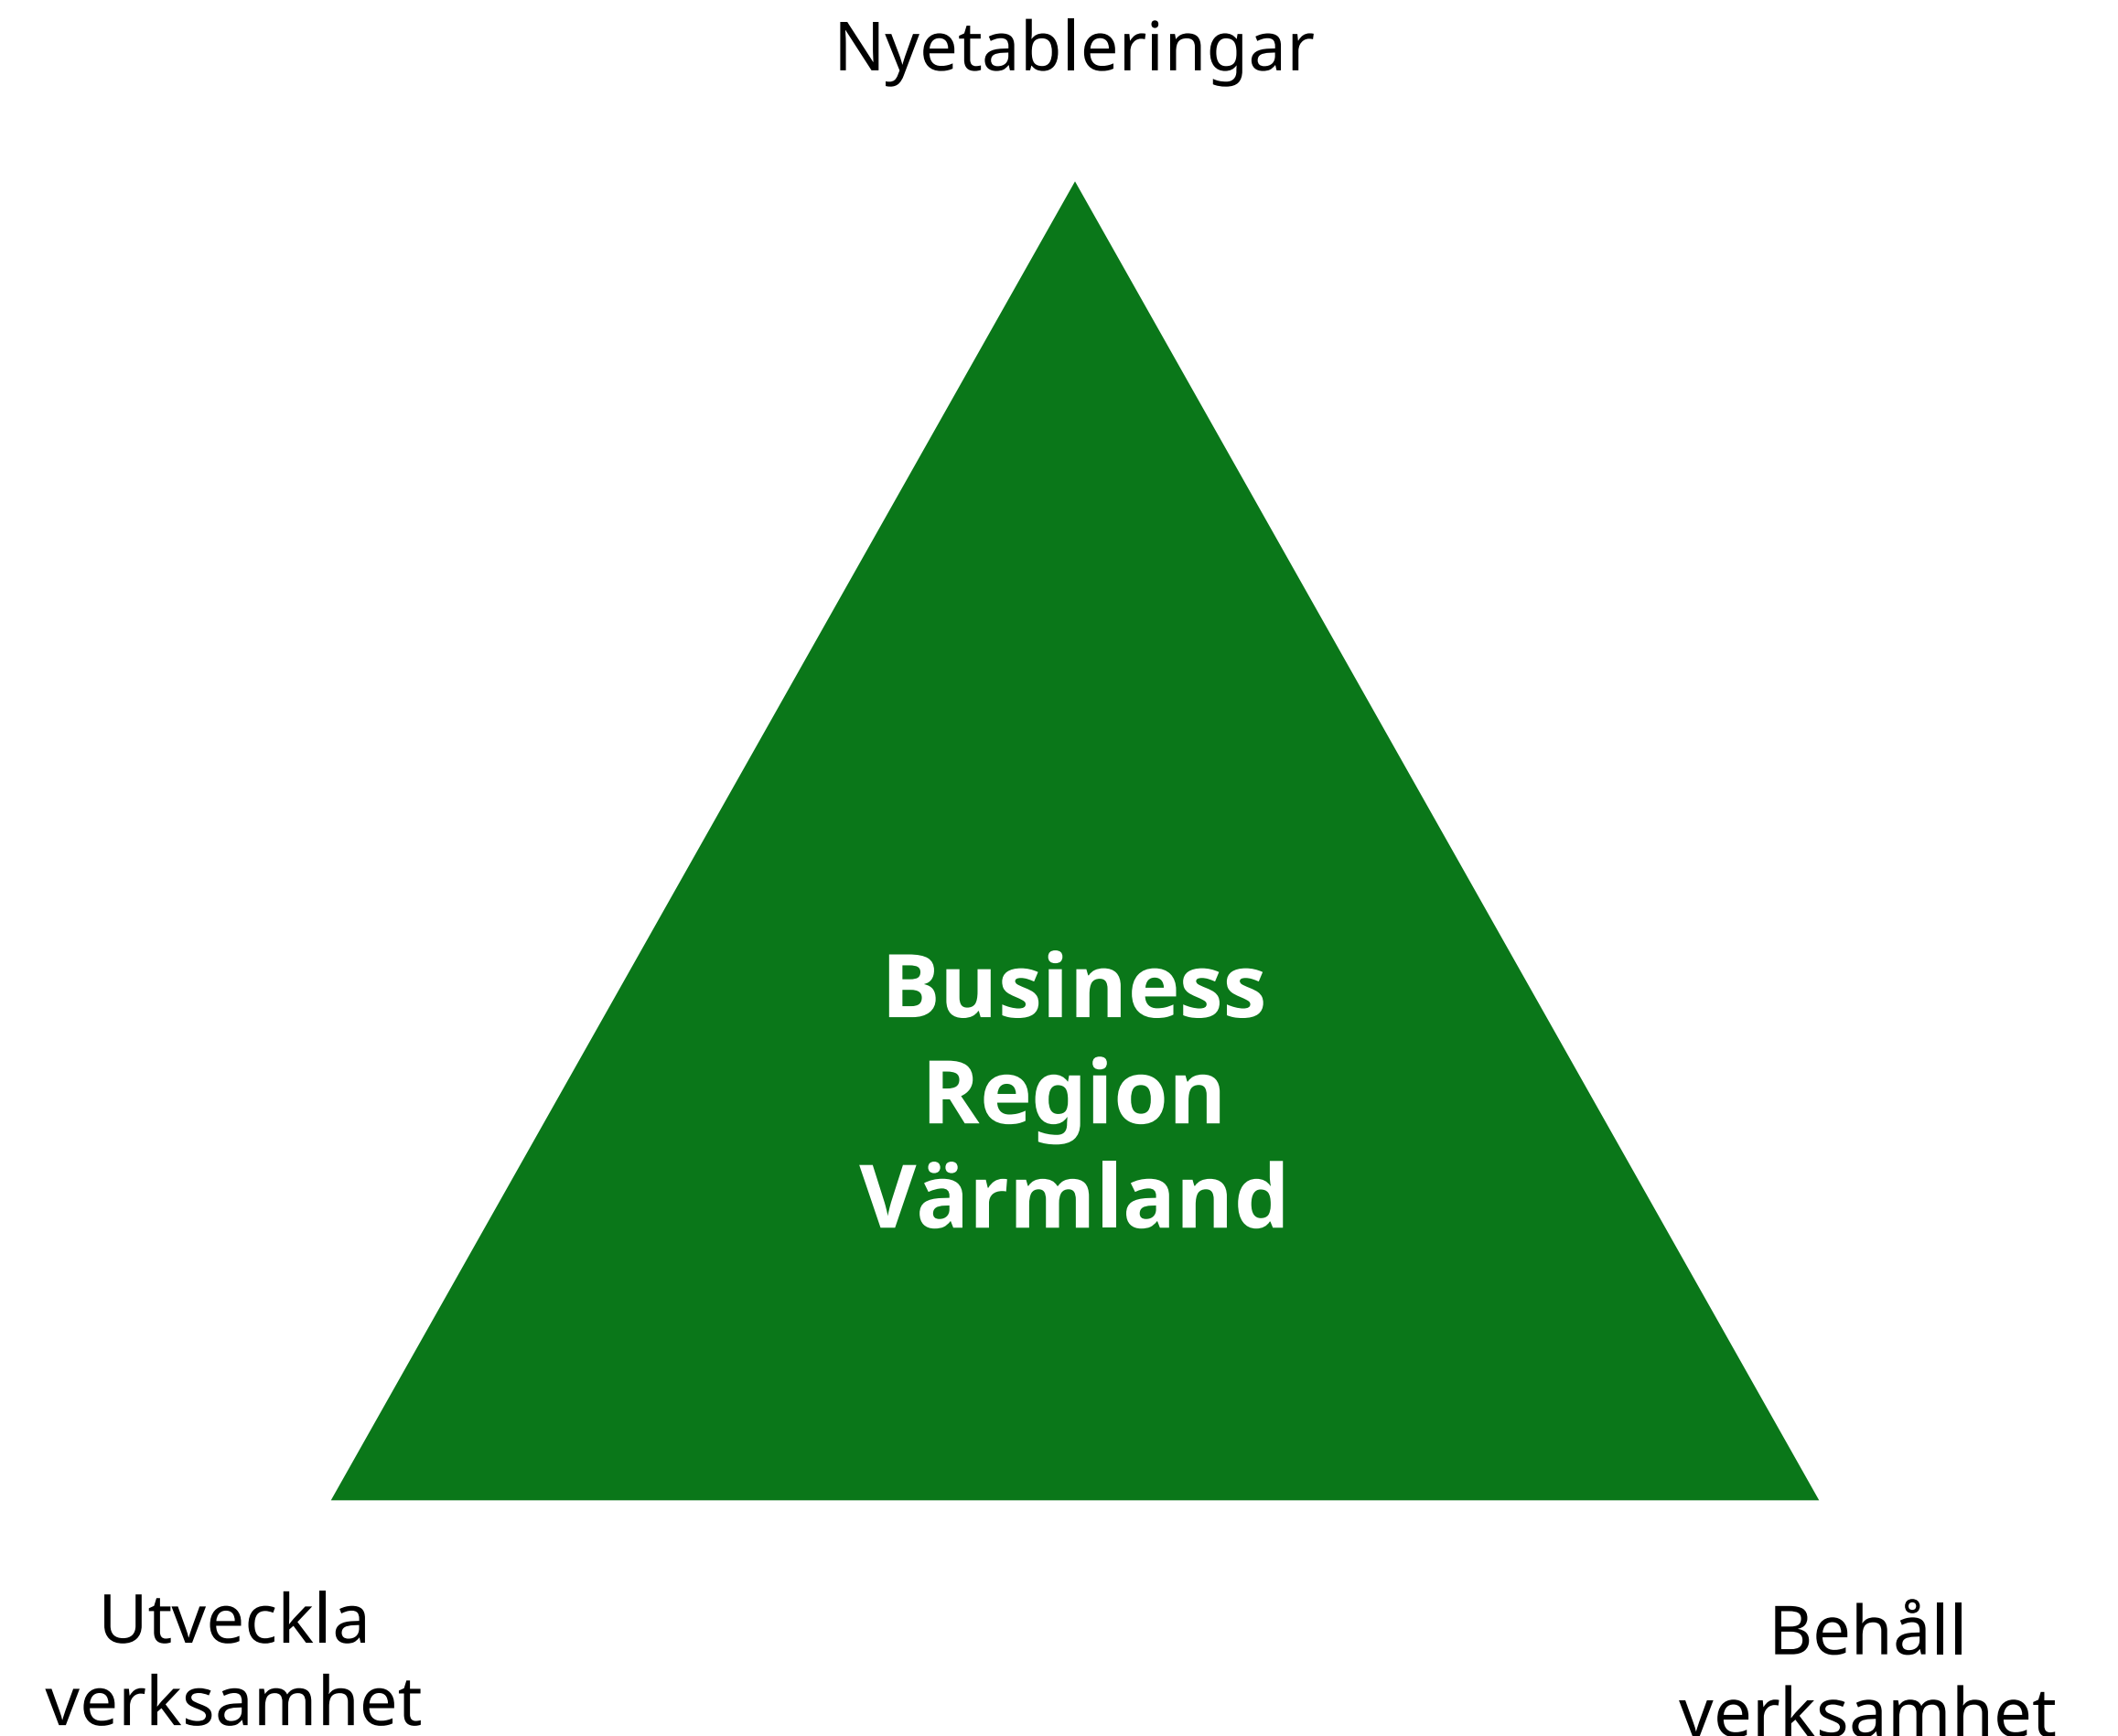 Nyetableringar
Business
Region
Värmland
Utveckla
verksamhet
Behåll
verksamhet